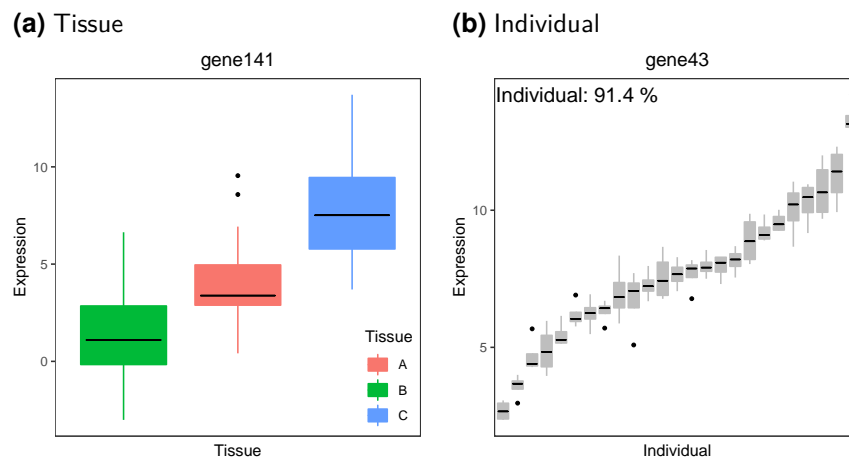 (a) Tissue
gene141
Expression
10
5
0
Tissue
A
B
C
Tissue
(b) Individual
gene43
Individual: 91.4 %
Expression
10
5
Individual